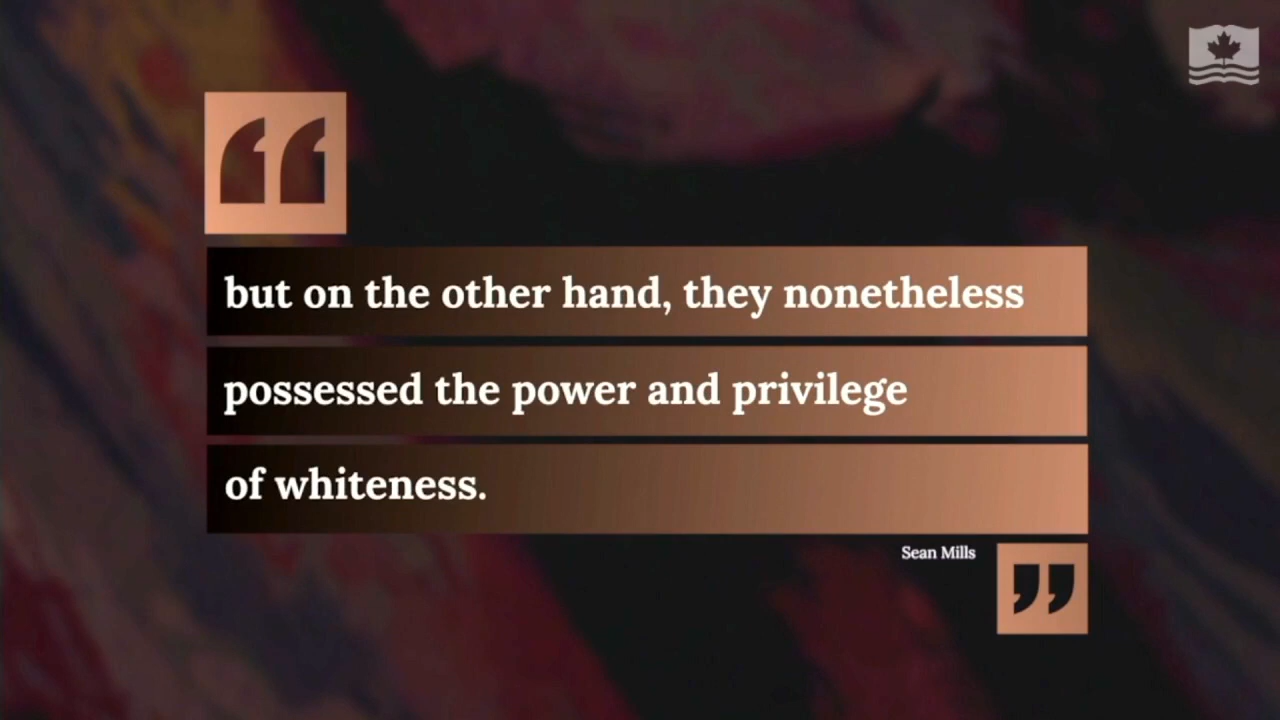 “
but on the other hand, they nonetheless
possessed the power and privilege
of whiteness.
Sean Mills
”